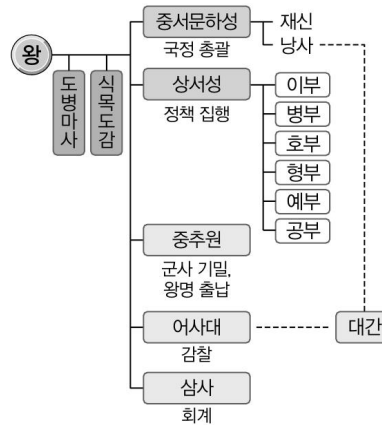 왕
도병마사
식목도감
중서문하성
국정 총괄
재신
낭사
상서성
정책 집행
이부
병부
호부
형부
예부
공부
중추원
군사 기밀,
왕명 출납
어사대
감찰
대간
삼사
회계